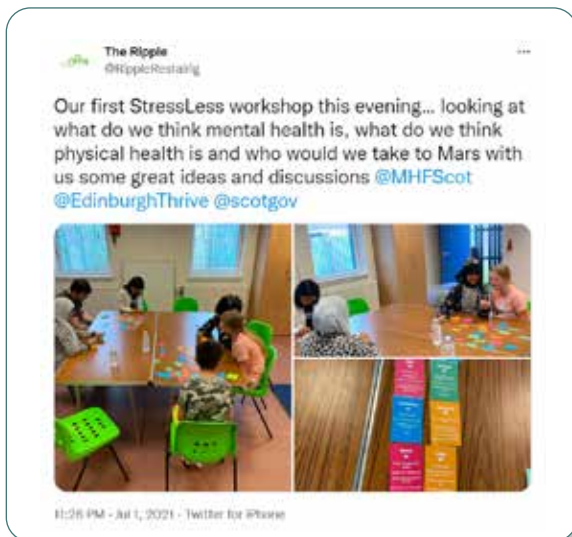 The Ripple
@RippleRestalrig
Our first StressLess workshop this evening... looking at
what do we think mental health is, what do we think
physical health is and who would we take to Mars with
us some great ideas and discussions @MHFScot
@EdinburghThrive @scotgov
11:26 PM · Jul 1, 2021 · Twitter for iPhone